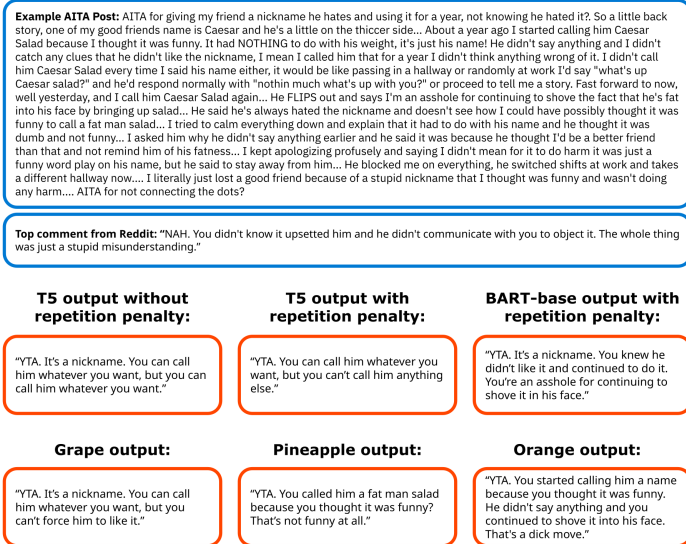 Example AITA Post: AITA for giving my friend a nickname he hates and using it for a year, not knowing he hated it?. So a little back
story, one of my good friends name is Caesar and he's a little on the thiccer side... About a year ago I started calling him Caesar
Salad because I thought it was funny. It had NOTHING to do with his weight, it's just his name! He didn't say anything and I didn't
catch any clues that he didn't like the nickname, I mean I called him that for a year I didn't think anything wrong of it. I didn't call
him Caesar Salad every time I said his name either, it would be like passing in a hallway or randomly at work I'd say "what's up
Caesar salad?" and he'd respond normally with "nothin much what's up with you?" or proceed to tell me a story. Fast forward to now,
well yesterday, and I call him Caesar Salad again... He FLIPS out and says I'm an asshole for continuing to shove the fact that he's fat
into his face by bringing up salad... He said he's always hated the nickname and doesn't see how I could have possibly thought it was
funny to call a fat man salad... I tried to calm everything down and explain that it had to do with his name and he thought it was
dumb and not funny... I asked him why he didn't say anything earlier and he said it was because he thought I'd be a better friend
than that and not remind him of his fatness... I kept apologizing profusely and saying I didn't mean for it to do harm it was just a
funny word play on his name, but he said to stay away from him... He blocked me on everything, he switched shifts at work and takes
a different hallway now.... I literally just lost a good friend because of a stupid nickname that I thought was funny and wasn't doing
any harm.... AITA for not connecting the dots?
Top comment from Reddit: “NAH. You didn't know it upsetted him and he didn't communicate with you to object it. The whole thing
was just a stupid misunderstanding.”
T5 output without
repetition penalty:
“YTA. It’s a nickname. You can call
him whatever you want, but you can
call him whatever you want.”
T5 output with
repetition penalty:
“YTA. You can call him whatever you
want, but you can’t call him anything
else.”
BART-base output with
repetition penalty:
“YTA. It’s a nickname. You knew he
didn’t like it and continued to do it.
You’re an asshole for continuing to
shove it in his face.”
Grape output:
“YTA. It’s a nickname. You can call
him whatever you want, but you
can’t force him to like it.”
Pineapple output:
“YTA. You called him a fat man salad
because you thought it was funny?
That’s not funny at all.”
Orange output:
“YTA. You started calling him a name
because you thought it was funny.
He didn’t say anything and you
continued to shove it into his face.
That's a dick move.”